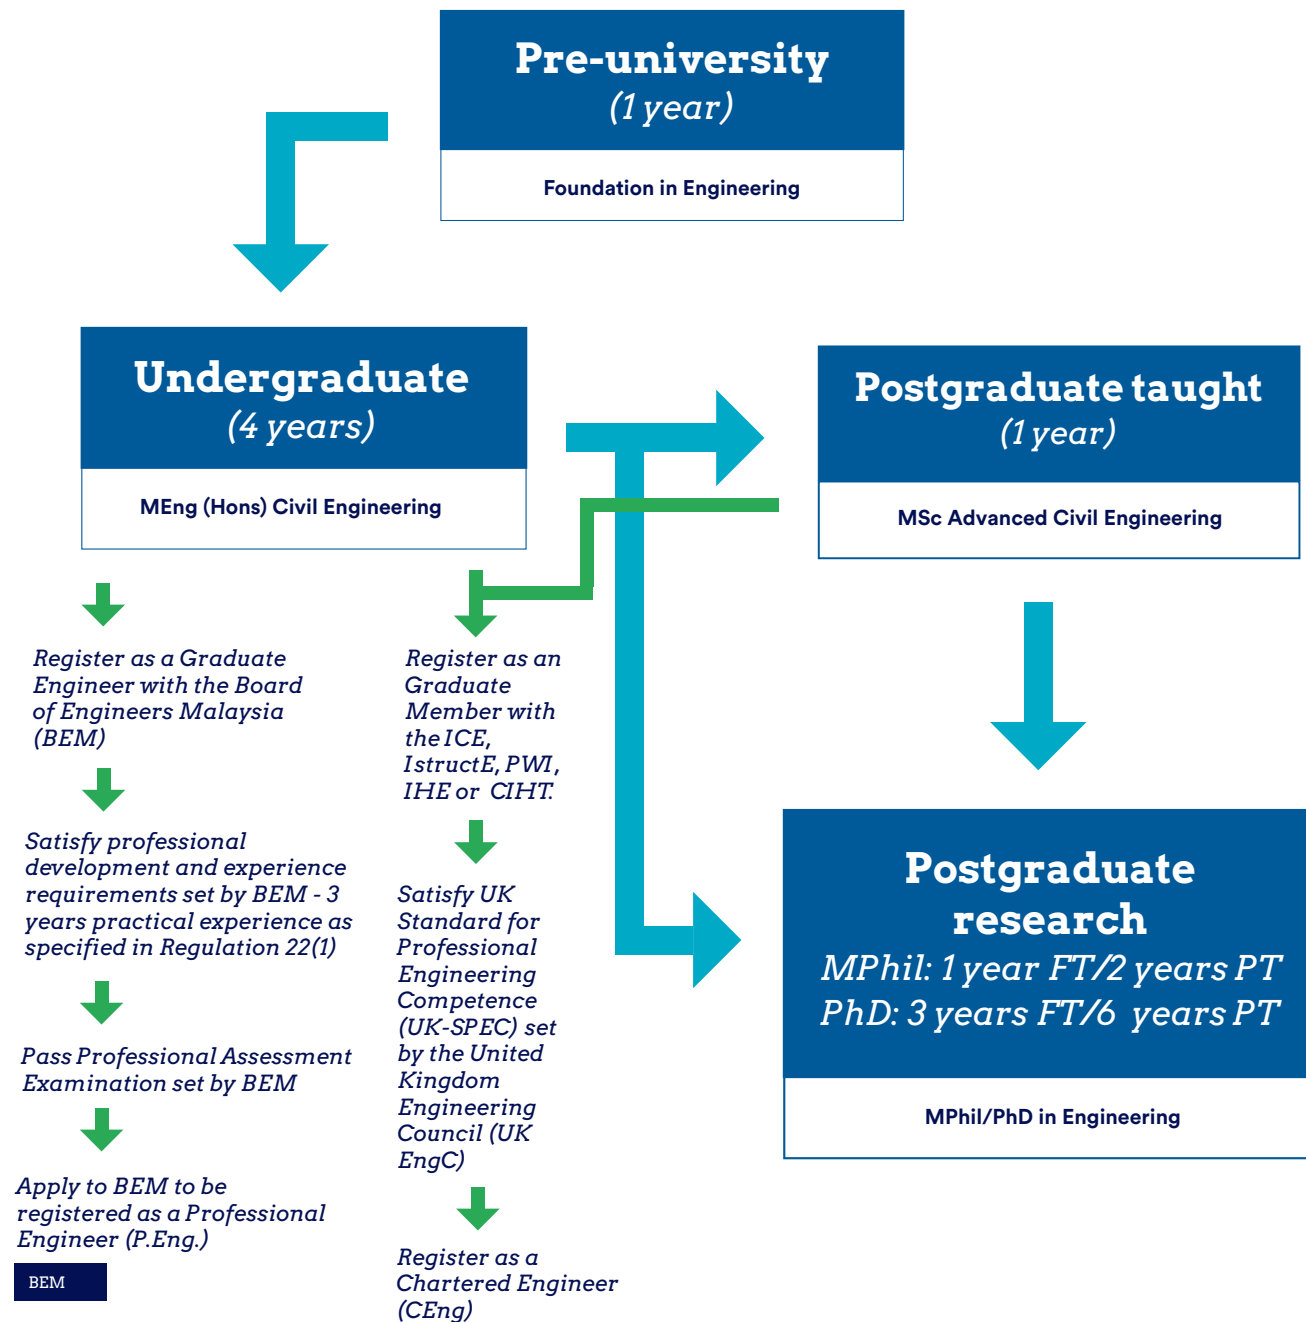 Pre-university
(1 year)
Foundation in Engineering
Undergraduate
(4 years)
MEng (Hons) Civil Engineering
Postgraduate taught
(1 year)
MSc Advanced Civil Engineering
Register as a Graduate
Engineer with the Board
of Engineers Malaysia
(BEM)
Satisfy professional
development and experience
requirements set by BEM - 3
years practical experience as
specified in Regulation 22(1)
Pass Professional Assessment
Examination set by BEM
Apply to BEM to be
registered as a Professional
Engineer (P.Eng.)
BEM
Register as an
Graduate
Member with
the ICE,
IstructE, PWI,
IHE or CIHT.
Satisfy UK
Standard for
Professional
Engineering
Competence
(UK-SPEC) set
by the United
Kingdom
Engineering
Council (UK
EngC)
Register as a
Chartered Engineer
(CEng)
Postgraduate
research
MPhil: 1 year FT/2 years PT
PhD: 3 years FT/6 years PT
MPhil/PhD in Engineering